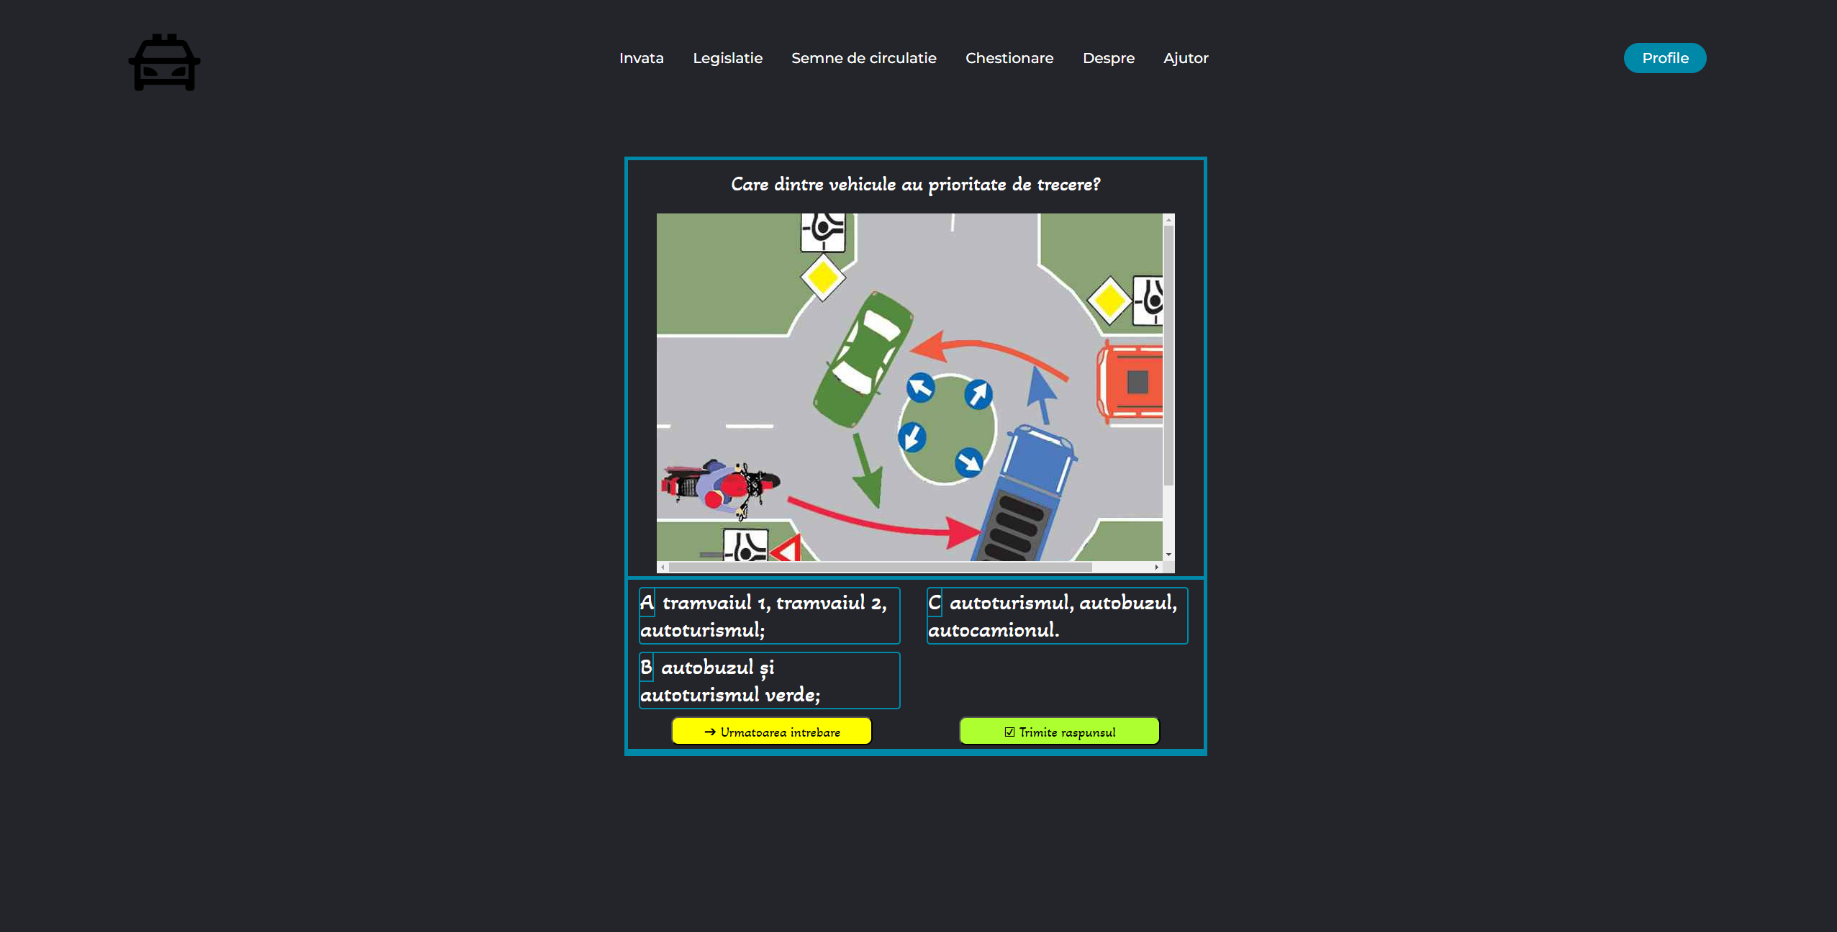 Invata Legislatie Semne de circulatie Chestionare Despre Ajutor Profile
Care dintre vehicule au prioritate de trecere?
A tramvaiul 1, tramvaiul 2,
autoturismul;
C autoturismul, autobuzul,
autocamionul.
B autobuzul și
autoturismul verde;
➔ Urmatoarea intrebare
☑ Trimite raspunsul